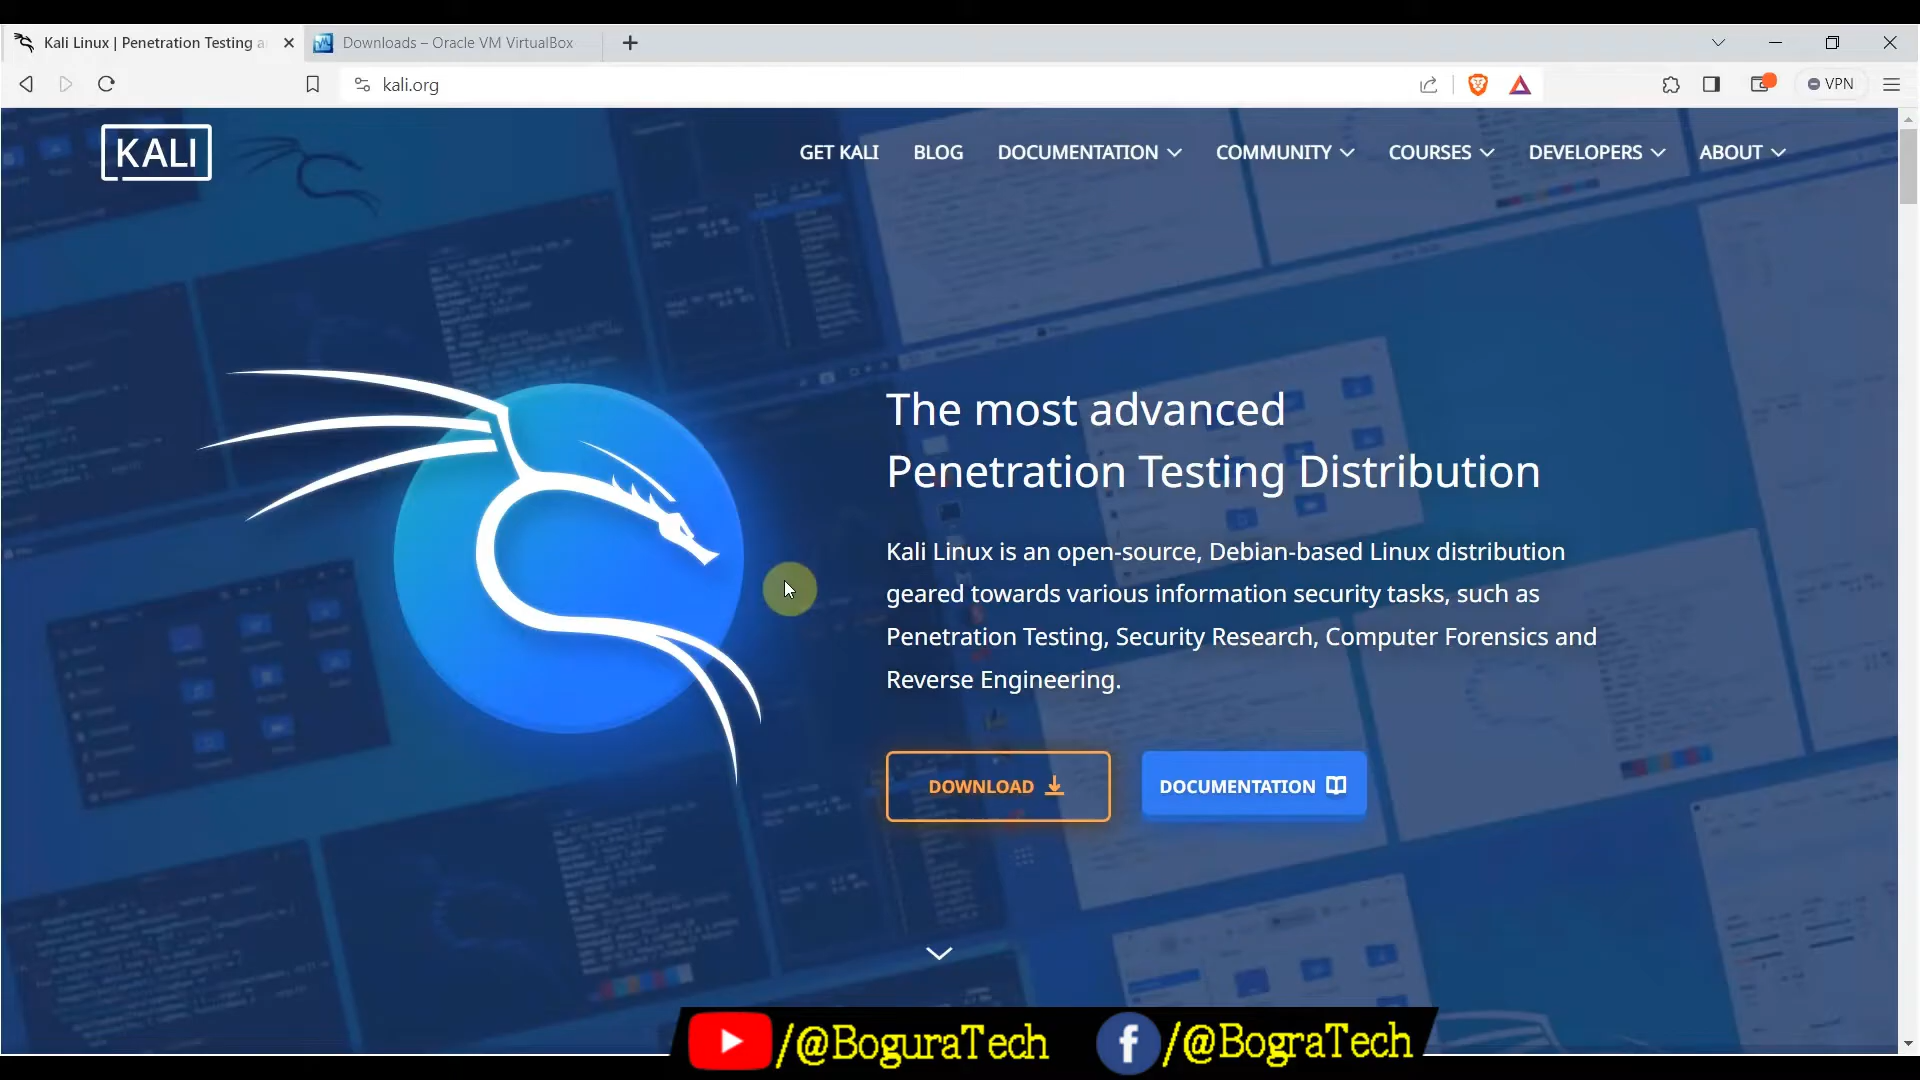 Kali Linux | Penetration Testing a
Downloads – Oracle VM VirtualBox
kali.org
VPN
KALI
GET KALI
BLOG
DOCUMENTATION
COMMUNITY
COURSES
DEVELOPERS
ABOUT
The most advanced
Penetration Testing Distribution
Kali Linux is an open-source, Debian-based Linux distribution
geared towards various information security tasks, such as
Penetration Testing, Security Research, Computer Forensics and
Reverse Engineering.
DOWNLOAD
DOCUMENTATION
/@BoguraTech
/@BograTech